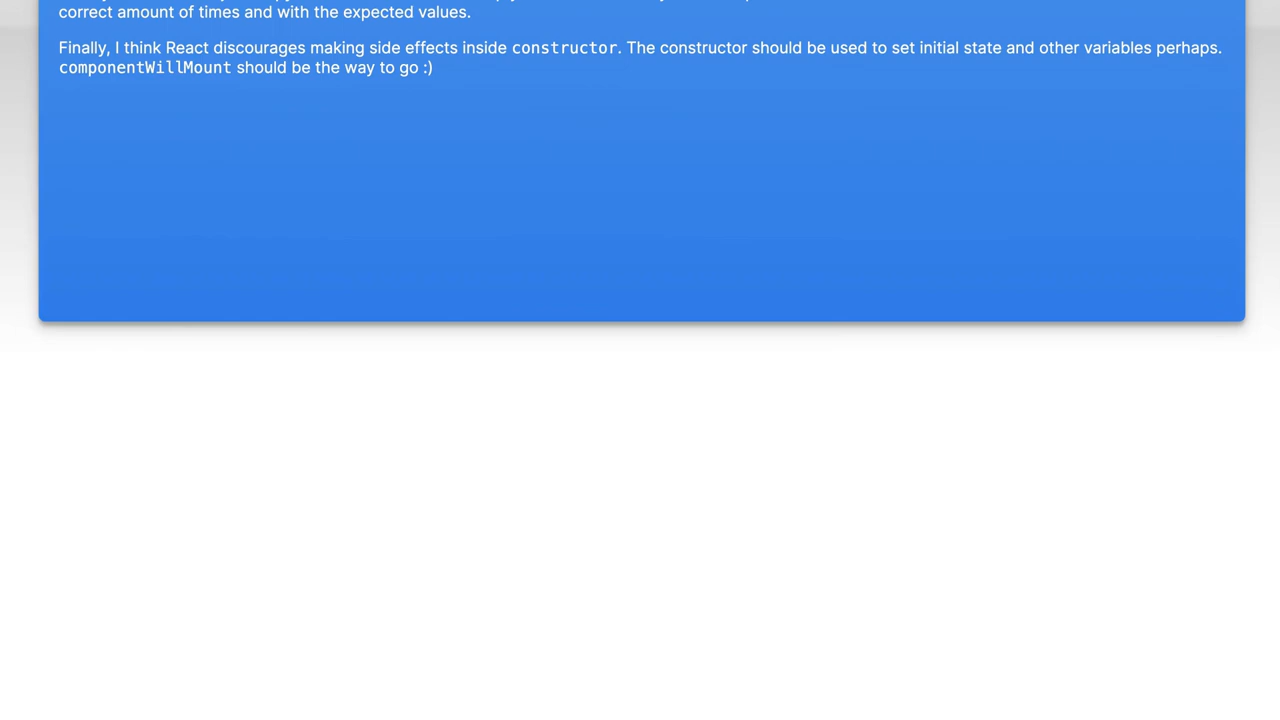 correct amount of times and with the expected values.
Finally, I think React discourages making side effects inside constructor. The constructor should be used to set initial state and other variables perhaps.
componentWillMount should be the way to go :)